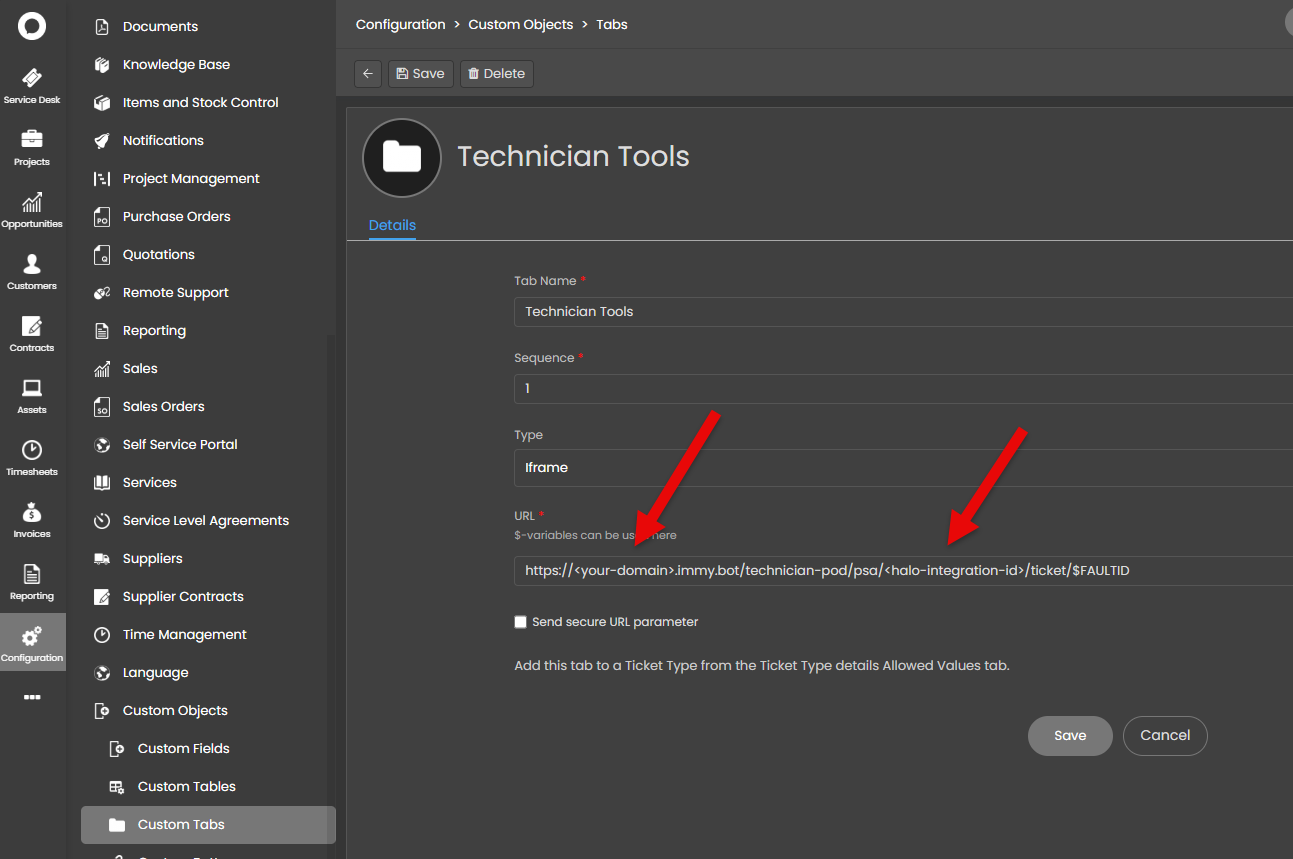 Service Desk
Projects
Opportunities
Customers
Contracts
Assets
Timesheets
Invoices
Reporting
Configuration
Documents
Knowledge Base
Items and Stock Control
Notifications
Project Management
Purchase Orders
Quotations
Remote Support
Reporting
Sales
Sales Orders
Self Service Portal
Services
Service Level Agreements
Suppliers
Supplier Contracts
Time Management
Language
Custom Objects
Custom Fields
Custom Tables
Custom Tabs
Configuration > Custom Objects > Tabs
Save Delete
Technician Tools
Details
Tab Name *
Technician Tools
Sequence *
1
Type
Iframe
URL *
$-variables can be used here
https://<your-domain>.immy.bot/technician-pod/psa/<halo-integration-id>/ticket/$FAULTID
Send secure URL parameter
Add this tab to a Ticket Type from the Ticket Type details Allowed Values tab.
Save Cancel